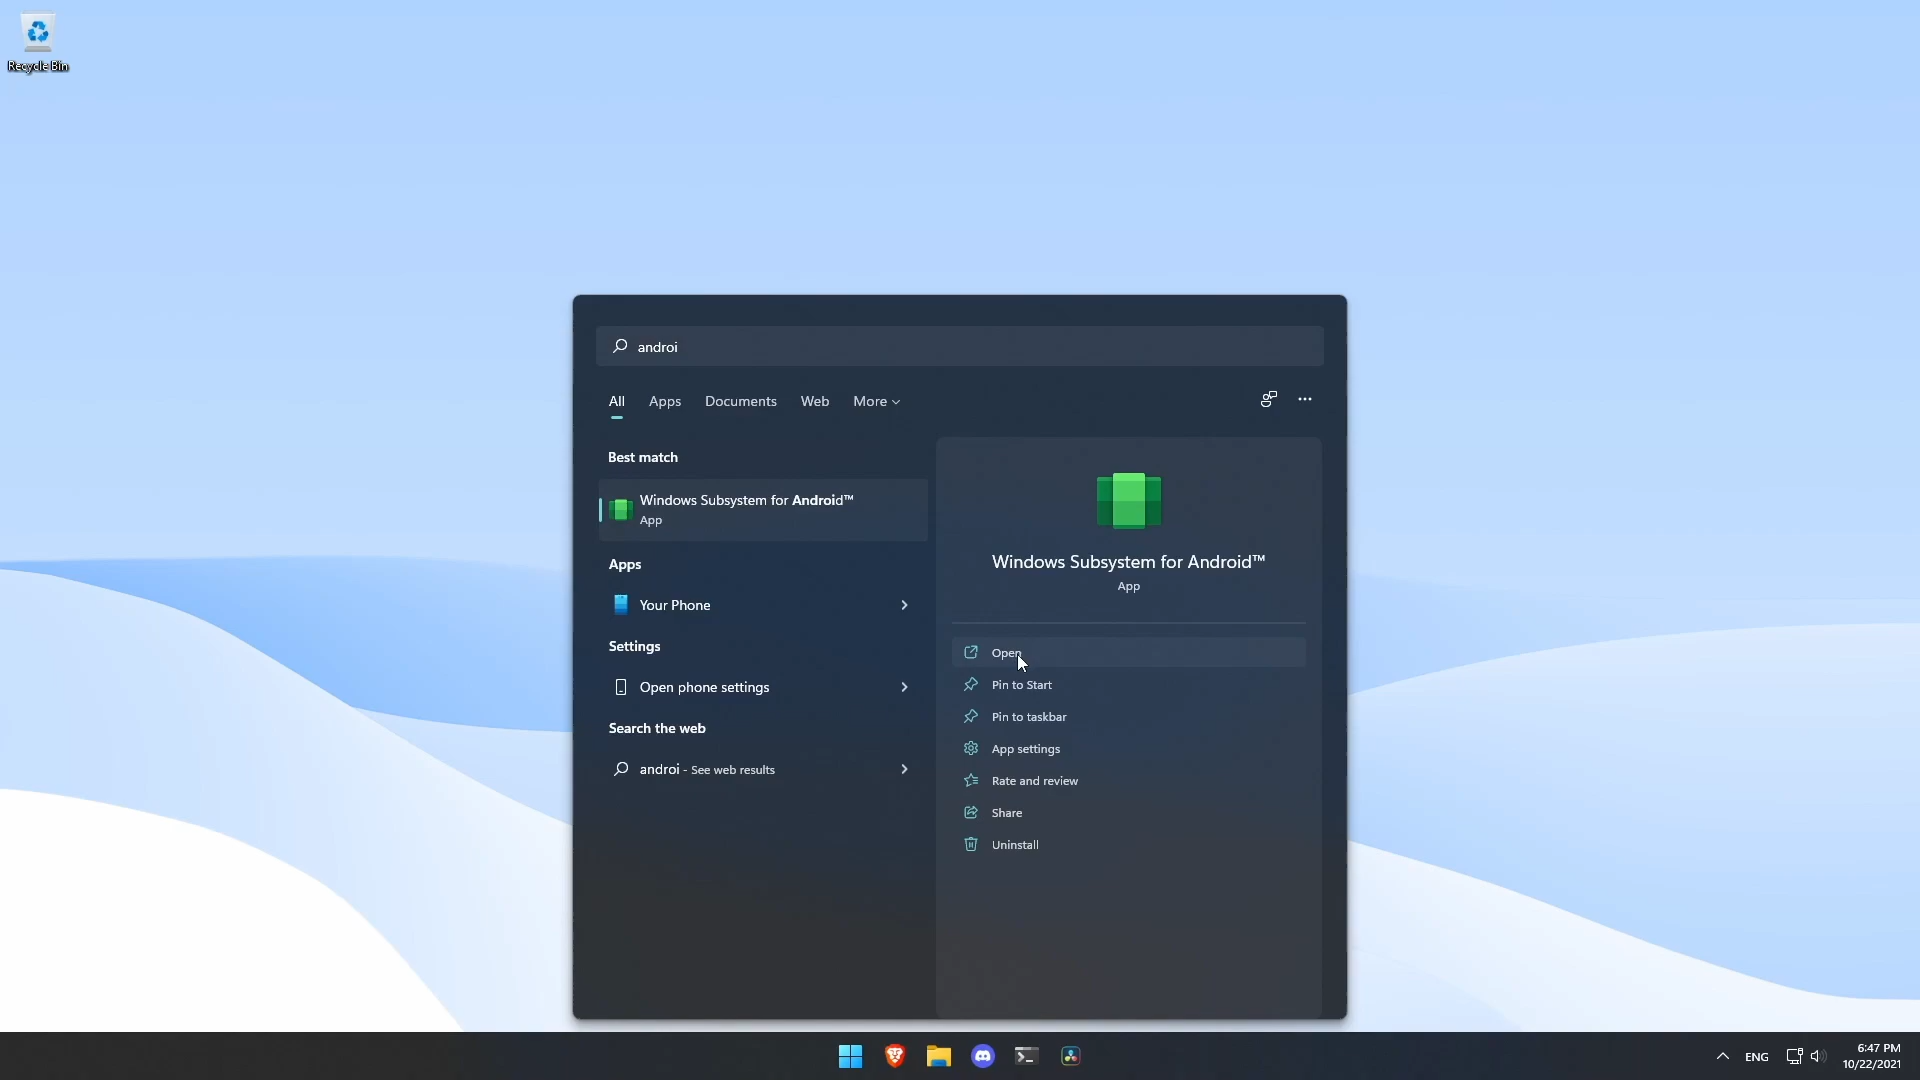 Recycle Bin
androi
All Apps Documents Web More
Best match
Windows Subsystem for Android™
App
Apps
Your Phone
Settings
Open phone settings
Search the web
androi - See web results
Windows Subsystem for Android™
App
Open
Pin to Start
Pin to taskbar
App settings
Rate and review
Share
Uninstall
ENG
6:47 PM
10/22/2021